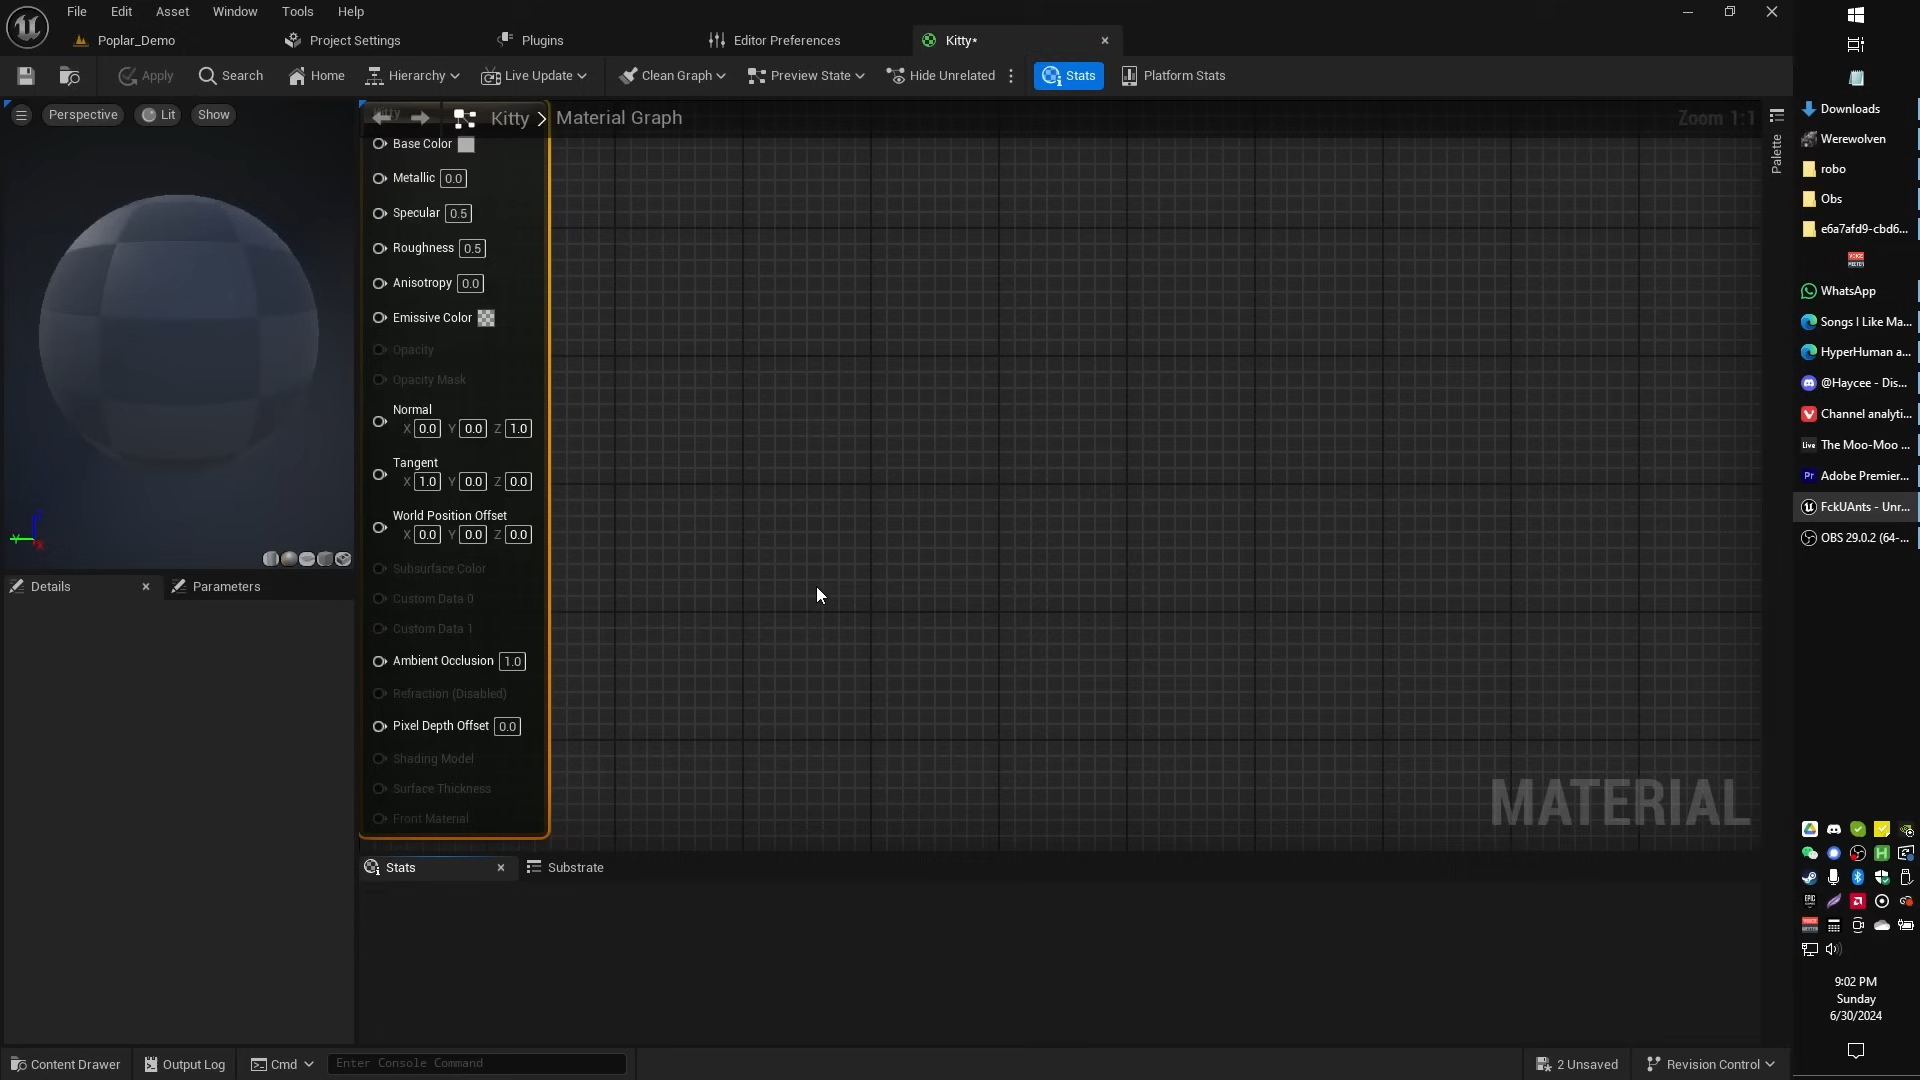 File Edit Asset Window Tools Help
Poplar_Demo Project Settings Plugins Editor Preferences Kitty•
Apply Search Home Hierarchy Live Update Clean Graph Preview State Hide Unrelated Stats Platform Stats
Perspective Lit Show
Kitty Material Graph Zoom 1:1
Palette
Base Color
Metallic 0.0
Specular 0.5
Roughness 0.5
Anisotropy 0.0
Emissive Color
Opacity
Opacity Mask
Normal
X 0.0 Y 0.0 Z 1.0
Tangent
X 1.0 Y 0.0 Z 0.0
World Position Offset
X 0.0 Y 0.0 Z 0.0
Subsurface Color
Custom Data 0
Custom Data 1
Ambient Occlusion 1.0
Refraction (Disabled)
Pixel Depth Offset 0.0
Shading Model
Surface Thickness
Front Material
MATERIAL
Details Parameters
Stats Substrate
Content Drawer Output Log Cmd Enter Console Command 2 Unsaved Revision Control
Downloads
Werewolven
robo
Obs
e6a7afd9-cbd6...
WhatsApp
Songs I Like Ma...
HyperHuman a...
@Haycee - Dis...
Channel analyti...
Live The Moo-Moo ...
Pr Adobe Premier...
FckUAnts - Unr...
OBS 29.0.2 (64-...
9:02 PM
Sunday
6/30/2024